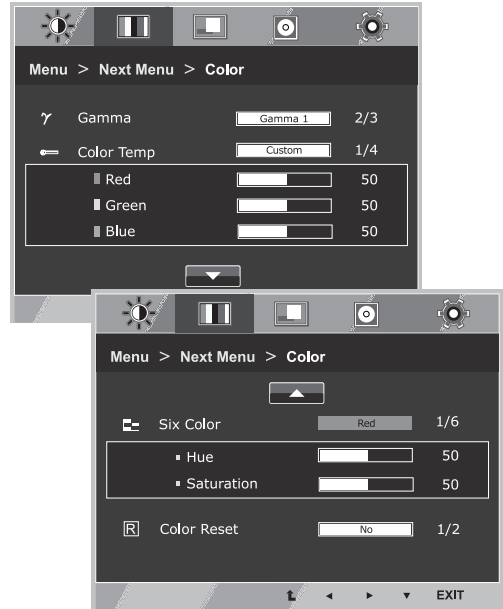 Menu > Next Menu > Color
γ Gamma Gamma 1 2/3
Color Temp Custom 1/4
Red 50
Green 50
Blue 50
Menu > Next Menu > Color
Six Color Red 1/6
Hue 50
Saturation 50
R Color Reset No 1/2
EXIT